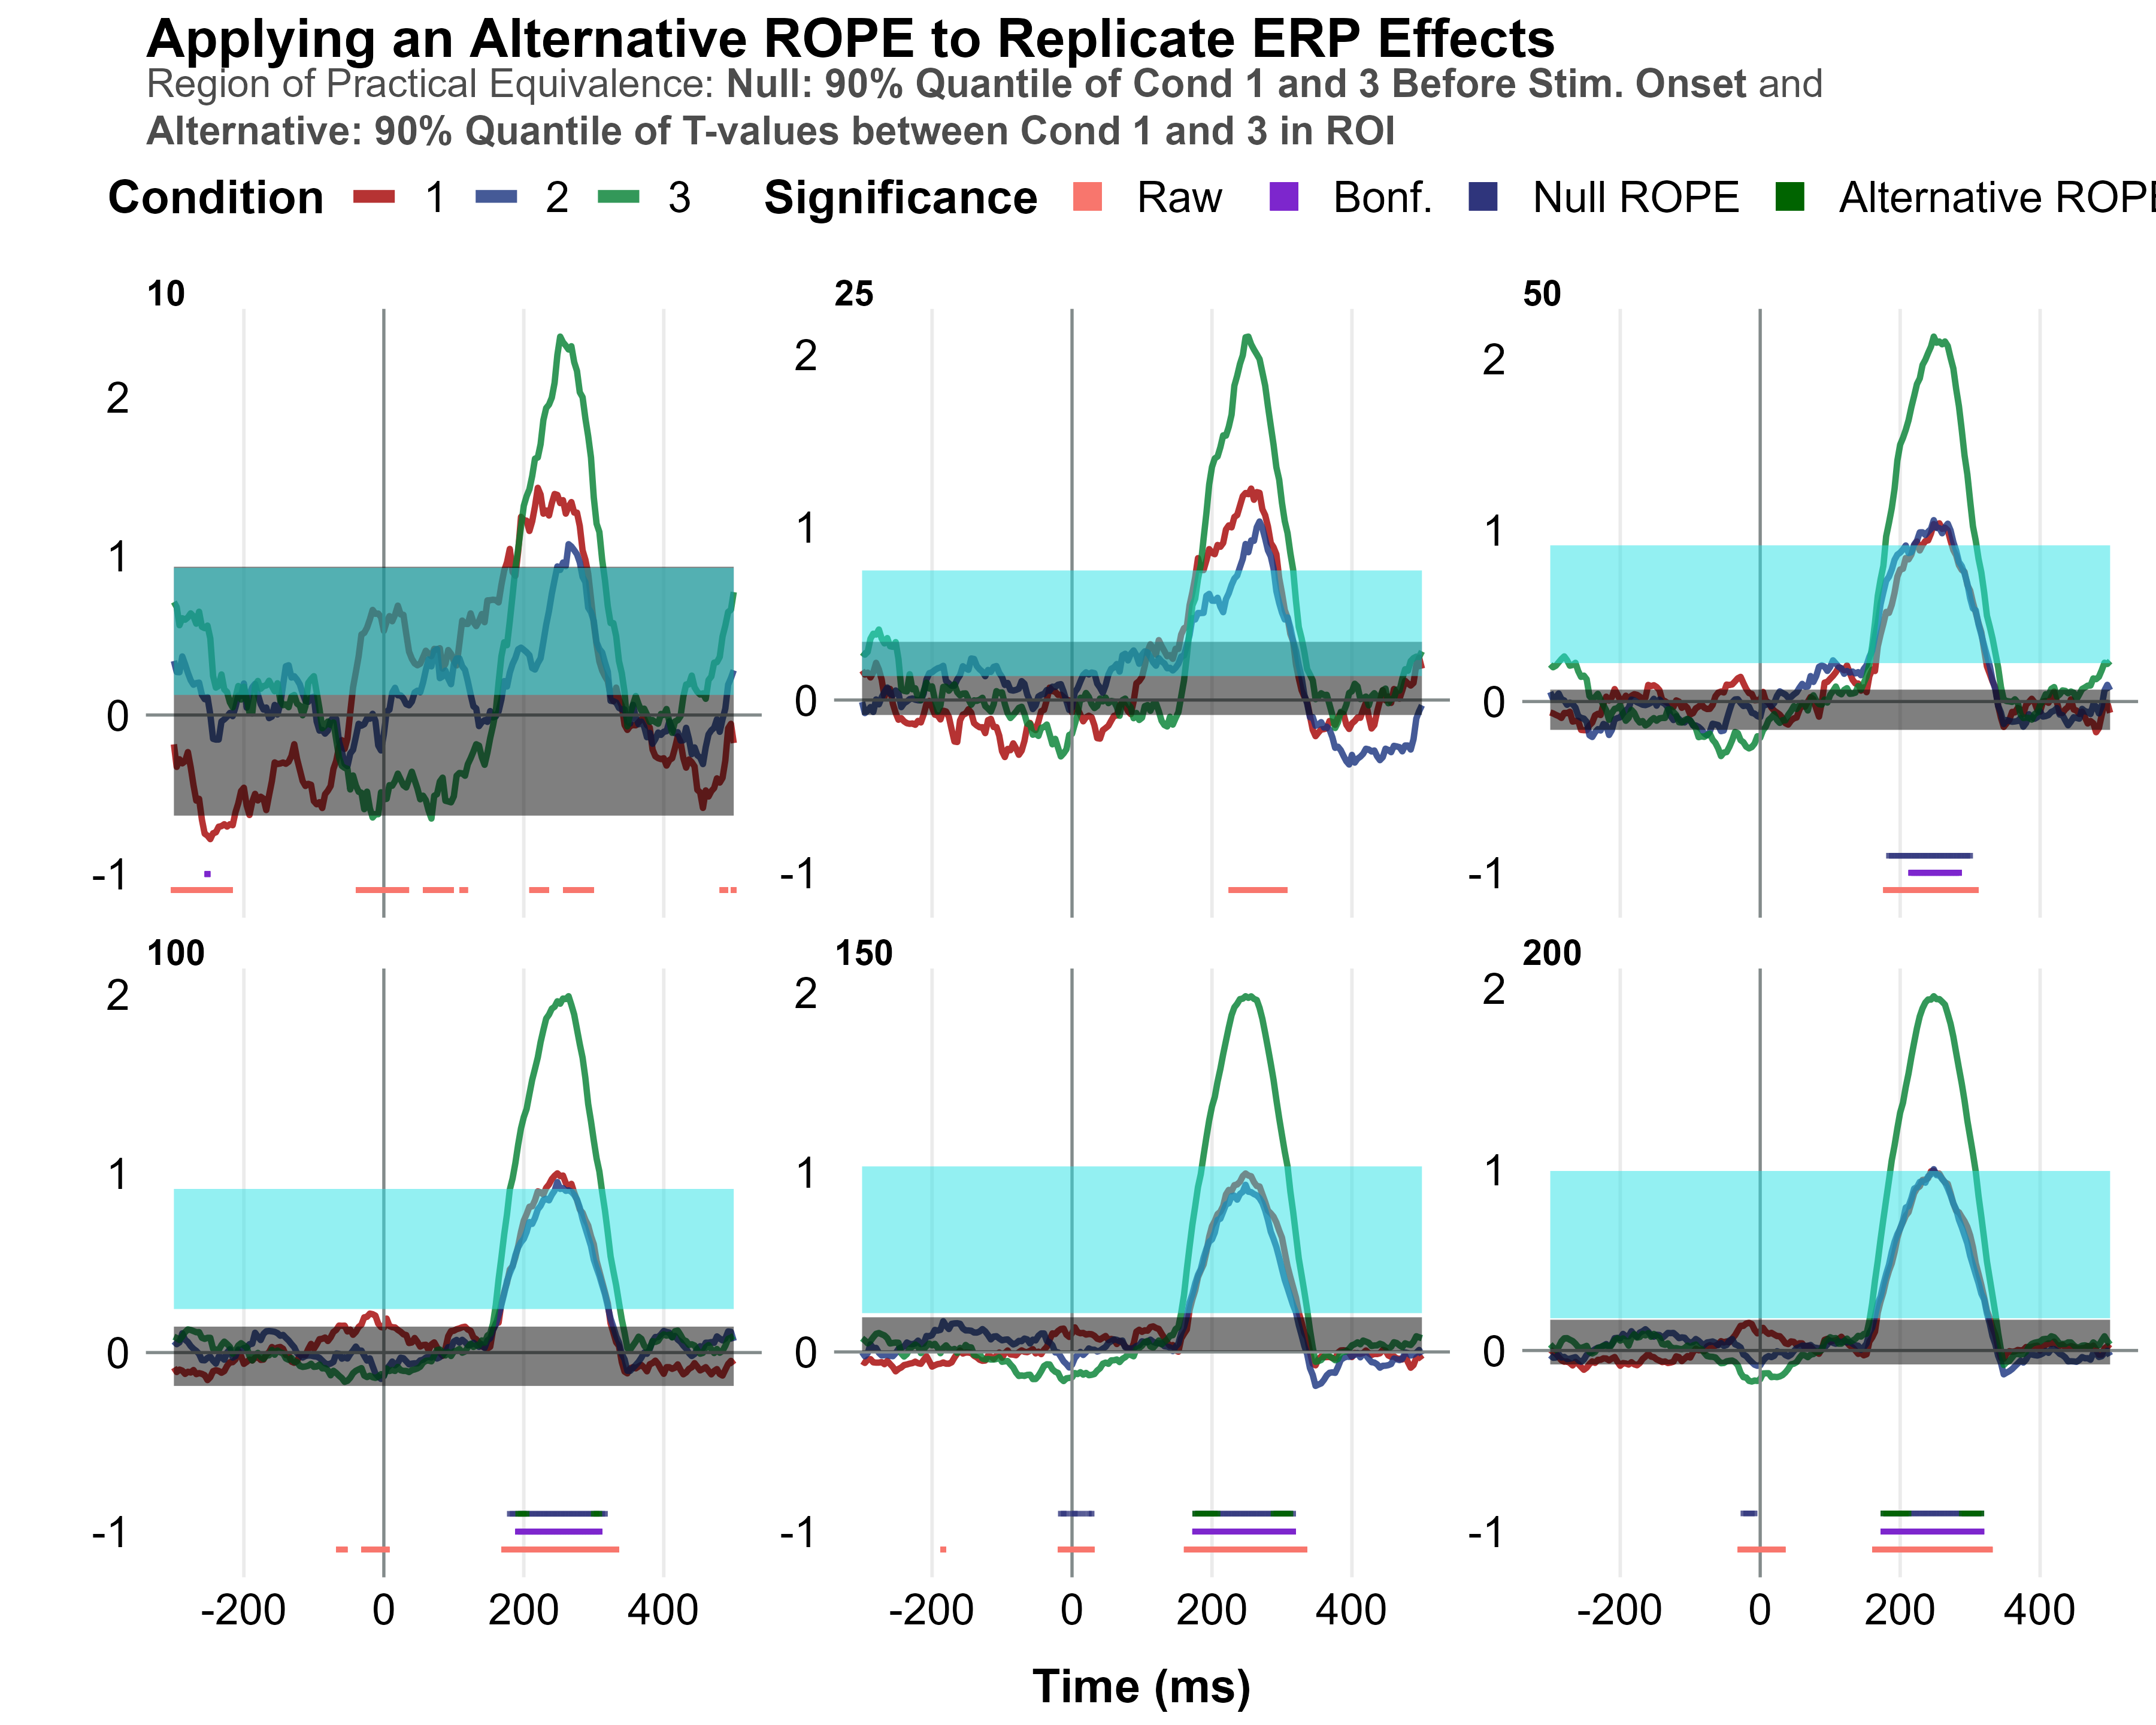 Applying an Alternative ROPE to Replicate ERP Effects
Region of Practical Equivalence: Null: 90% Quantile of Cond 1 and 3 Before Stim. Onset and
Alternative: 90% Quantile of T-values between Cond 1 and 3 in ROI
Condition 1 2 3 Significance Raw Bonf. Null ROPE Alternative ROPE
10 25 50
2 2 2
1 1 1
0 0 0
-1 -1 -1
100 150 200
2 2 2
1 1 1
0 0 0
-1 -1 -1
-200 0 200 400 -200 0 200 400 -200 0 200 400
Time (ms)